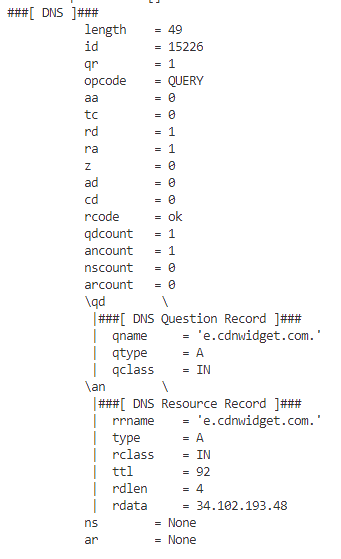 ###[ DNS ]###
length = 49
id = 15226
qr = 1
opcode = QUERY
aa = 0
tc = 0
rd = 1
ra = 1
z = 0
ad = 0
cd = 0
rcode = ok
qdcount = 1
ancount = 1
nscount = 0
arcount = 0
\qd \
|###[ DNS Question Record ]###
| qname = 'e.cdnwidget.com.'
| qtype = A
| qclass = IN
\an \
|###[ DNS Resource Record ]###
| rrname = 'e.cdnwidget.com.'
| type = A
| rclass = IN
| ttl = 92
| rdlen = 4
| rdata = 34.102.193.48
ns = None
ar = None